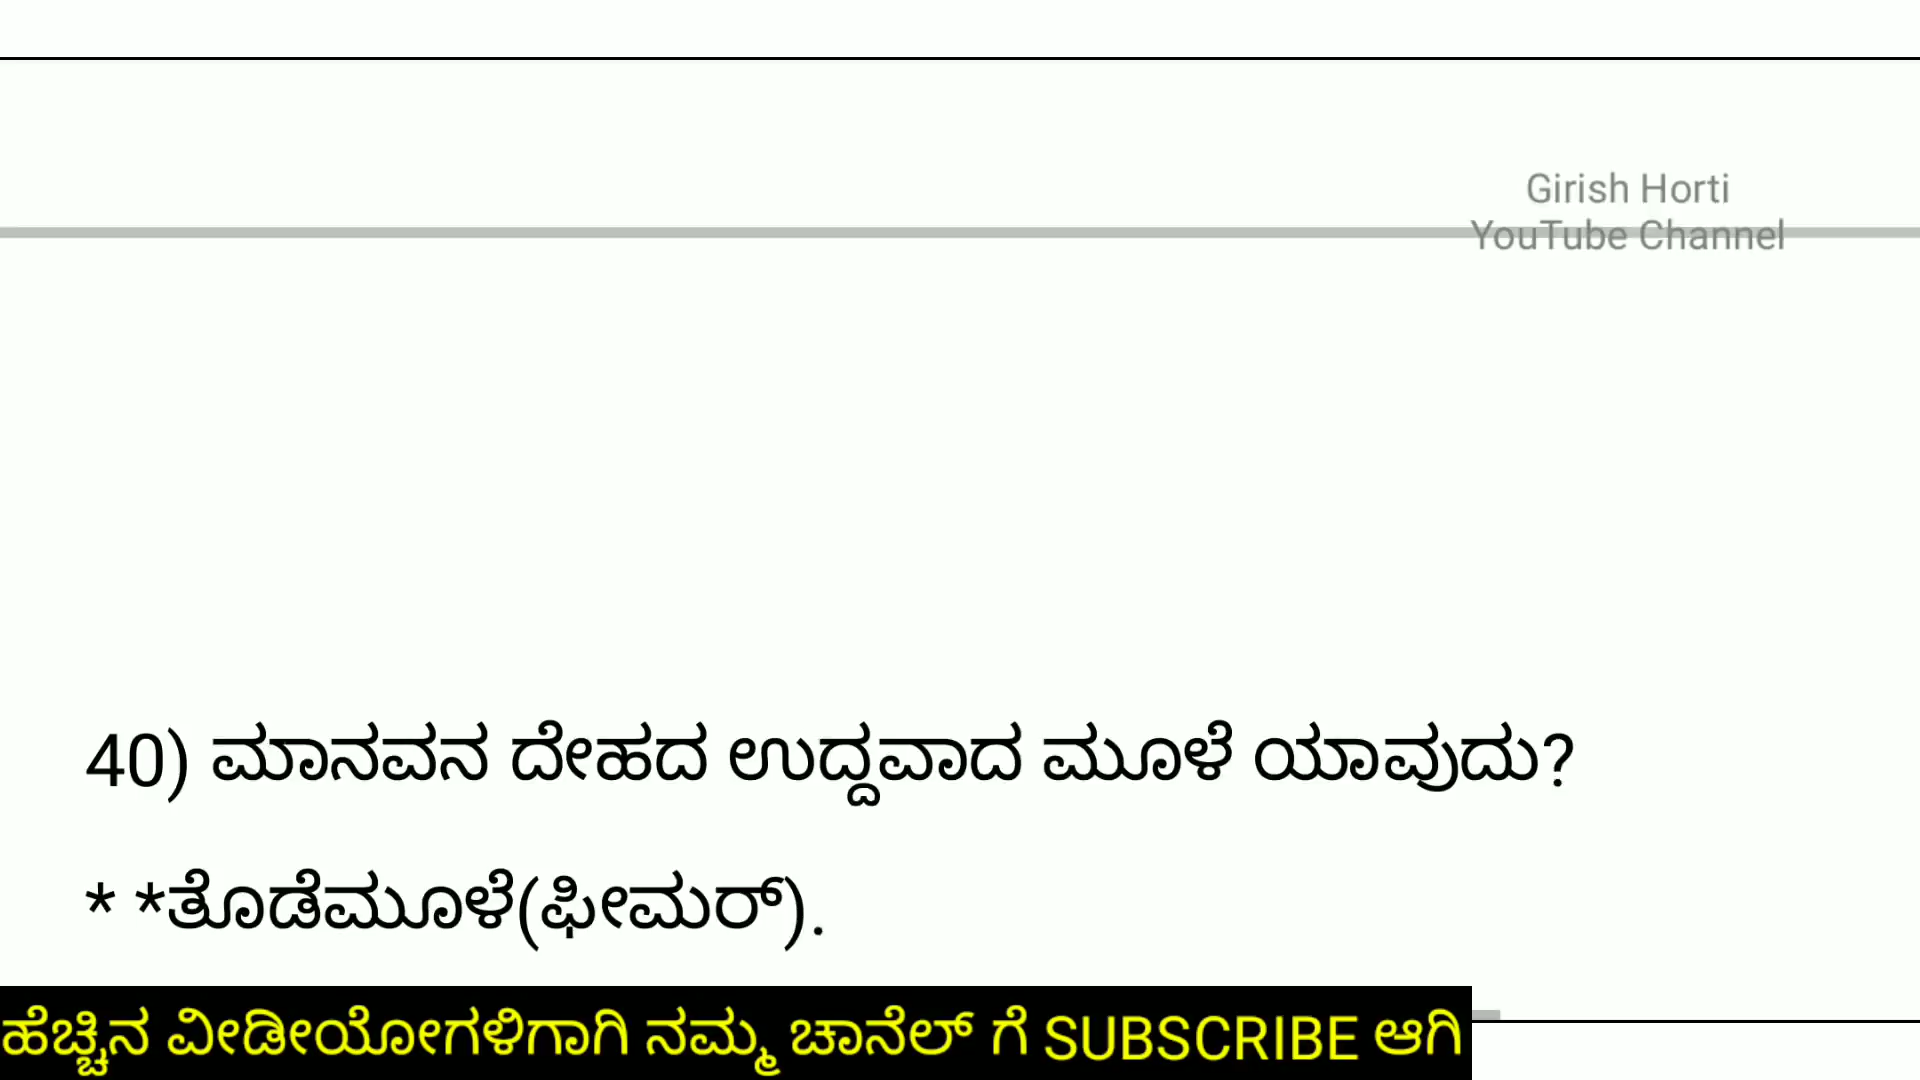 Girish Horti
YouTube Channel
40) ಮಾನವನ ದೇಹದ ಉದ್ದವಾದ ಮೂಳೆ ಯಾವುದು?
* *ತೊಡೆಮೂಳೆ(ಫೀಮರ್).
ಹೆಚ್ಚಿನ ವೀಡೀಯೋಗಳಿಗಾಗಿ ನಮ್ಮ ಚಾನೆಲ್ ಗೆ SUBSCRIBE ಆಗಿ